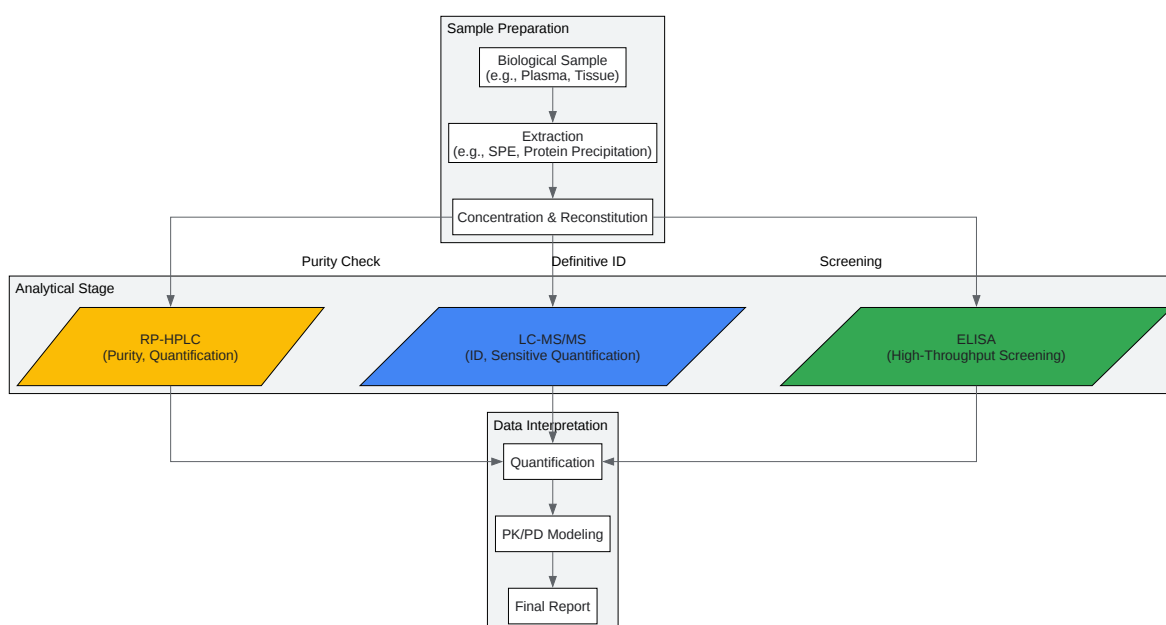 Sample Preparation
Biological Sample
(e.g., Plasma, Tissue)
Extraction
(e.g., SPE, Protein Precipitation)
Concentration & Reconstitution
Purity Check
Definitive ID
Screening
Analytical Stage
RP-HPLC
(Purity, Quantification)
LC-MS/MS
(ID, Sensitive Quantification)
ELISA
(High-Throughput Screening)
Data Interpretation
Quantification
PK/PD Modeling
Final Report